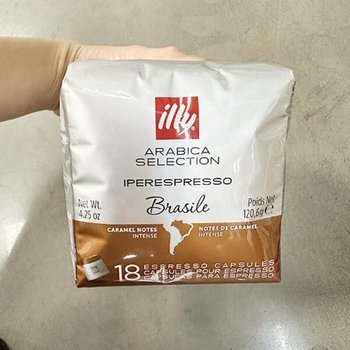 illy
ARABICA
SELECTION
IPERESPRESSO
Brasile
Net Wt.
4.25 oz
Poids Net
120,6g e
CARAMEL NOTES
INTENSE
NOTES DE CARAMEL
INTENSE
18 ESPRESSO CAPSULES
CAPSULES POUR ESPRESSO
CÁPSULAS PARA ESPRESSO